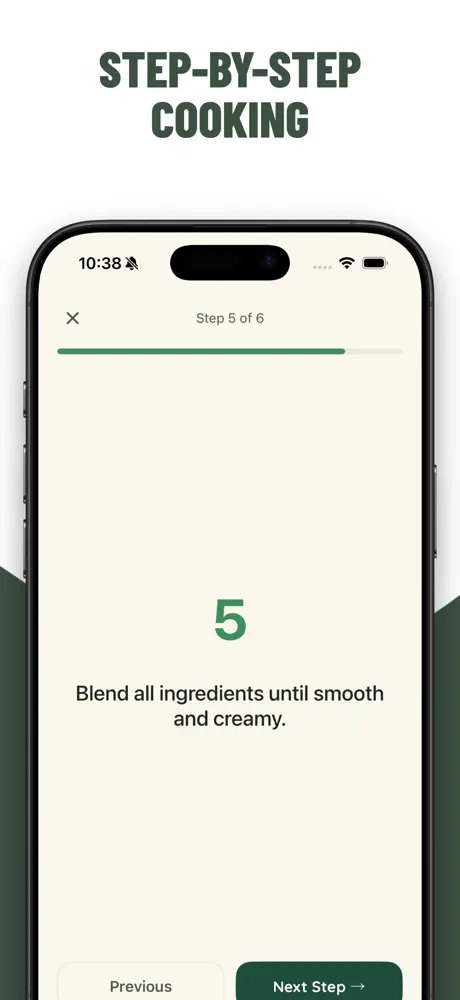 STEP-BY-STEP
COOKING
10:38
Step 5 of 6
5
Blend all ingredients until smooth
and creamy.
Previous
Next Step →